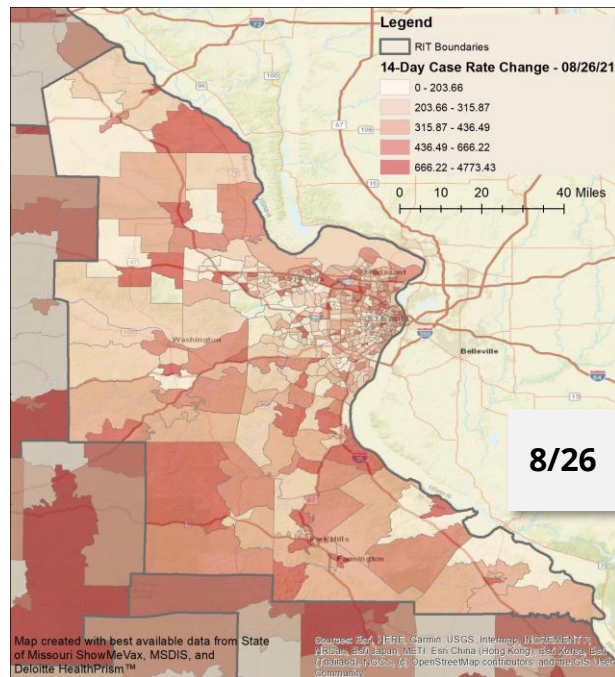 Legend
RIT Boundaries
14-Day Case Rate Change - 08/26/21
0 - 203.66
203.66 - 315.87
315.87 - 436.49
436.49 - 666.22
666.22 - 4773.43
0 10 20 30 40 Miles
Washington
Belleville
8/26
Park Hills
Farmington
Map created with best available data from State
of Missouri ShowMeVax, MSDIS, and
Deloitte HealthPrism™
Sources: Esri, HERE, Garmin, USGS, Intermap, INCREMENT P,
NRCan, Esri Japan, METI, Esri China (Hong Kong), Esri Korea, Esri
(Thailand), NGCC, (c) OpenStreetMap contributors, and the GIS User
Community